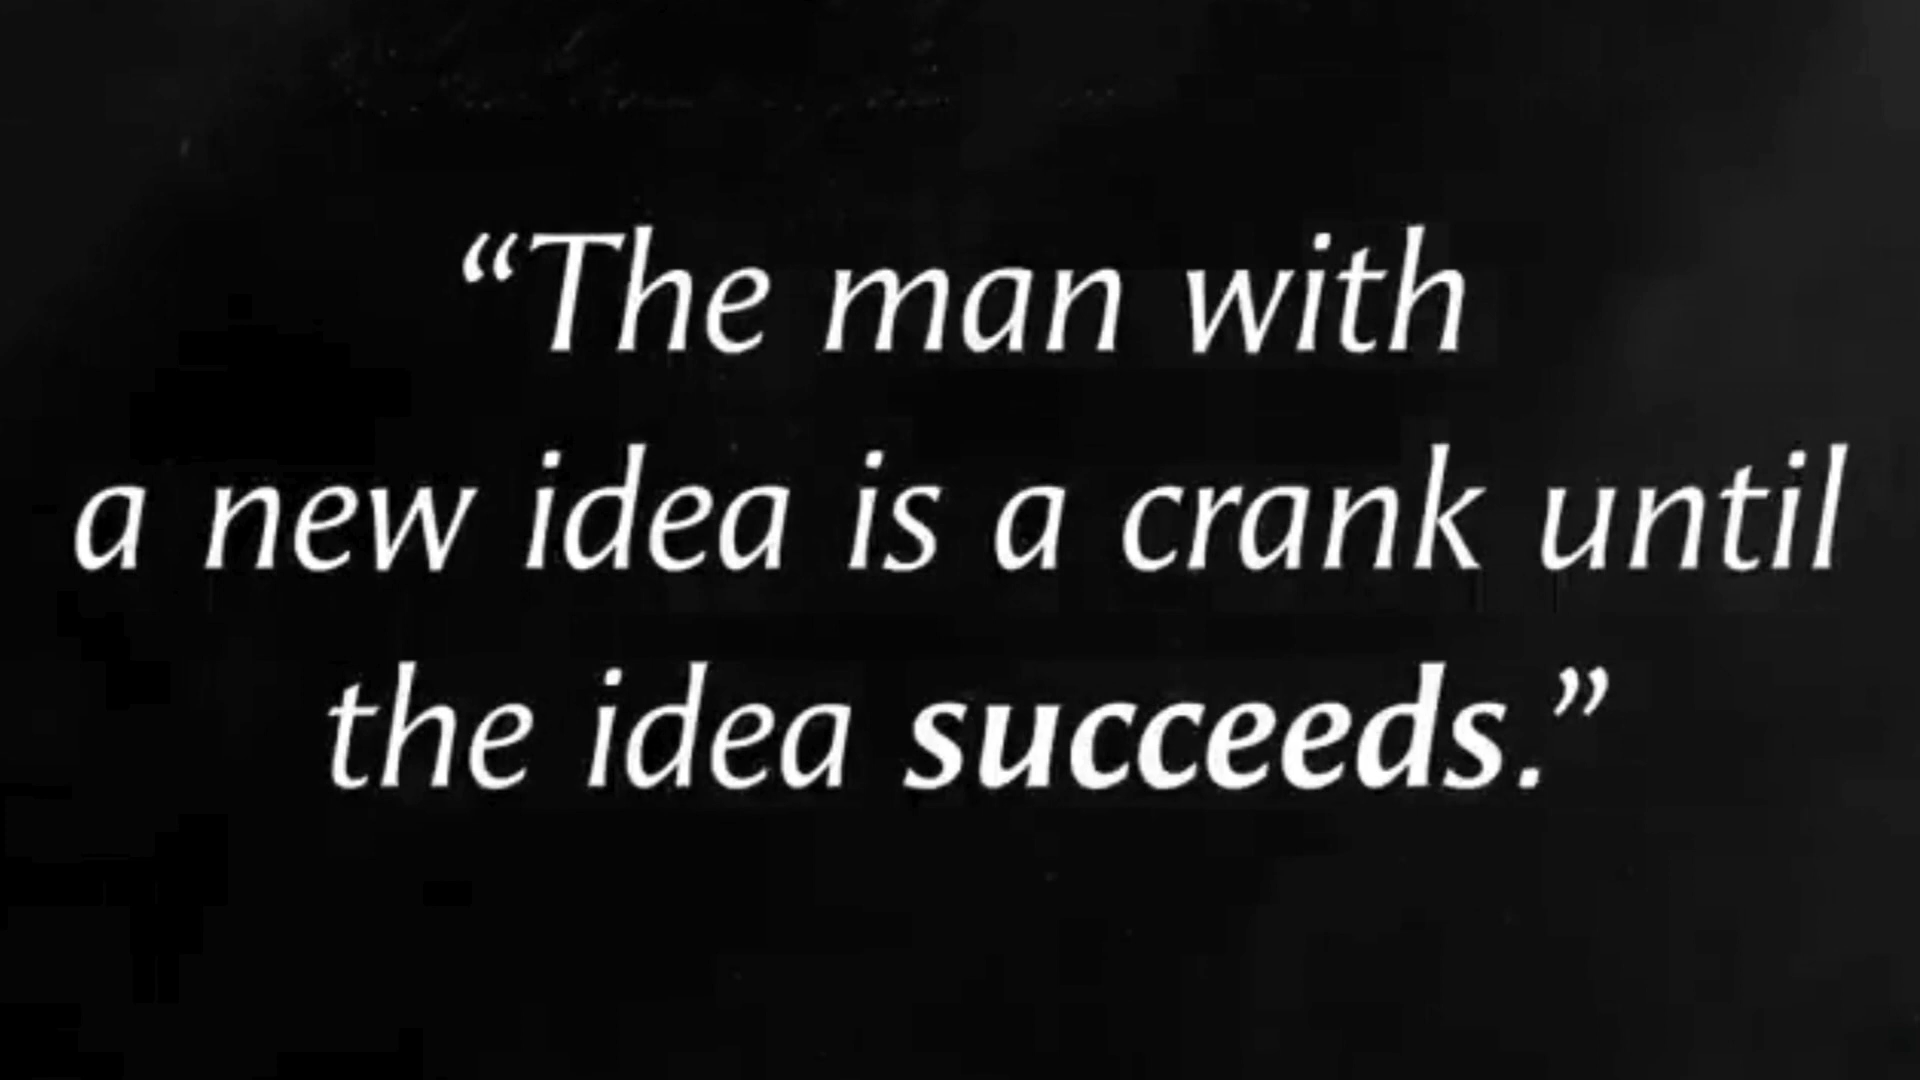 “The man with
a new idea is a crank until
the idea succeeds.”